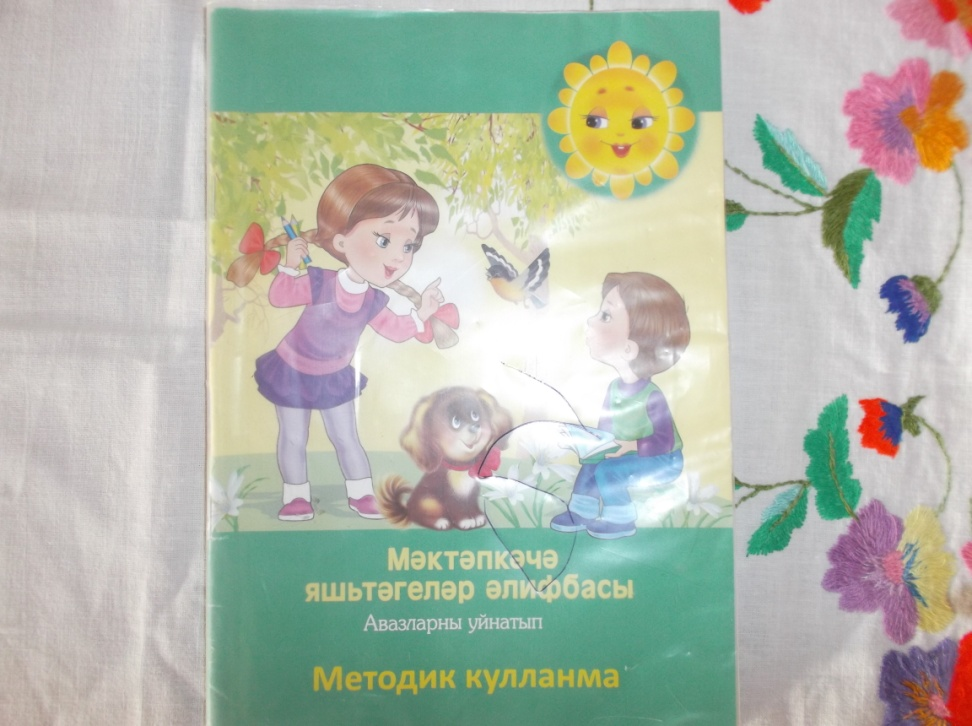 Мәктәпкәчә
яшьтәгеләр әлифбасы
Авазларны уйнатып
Методик кулланма